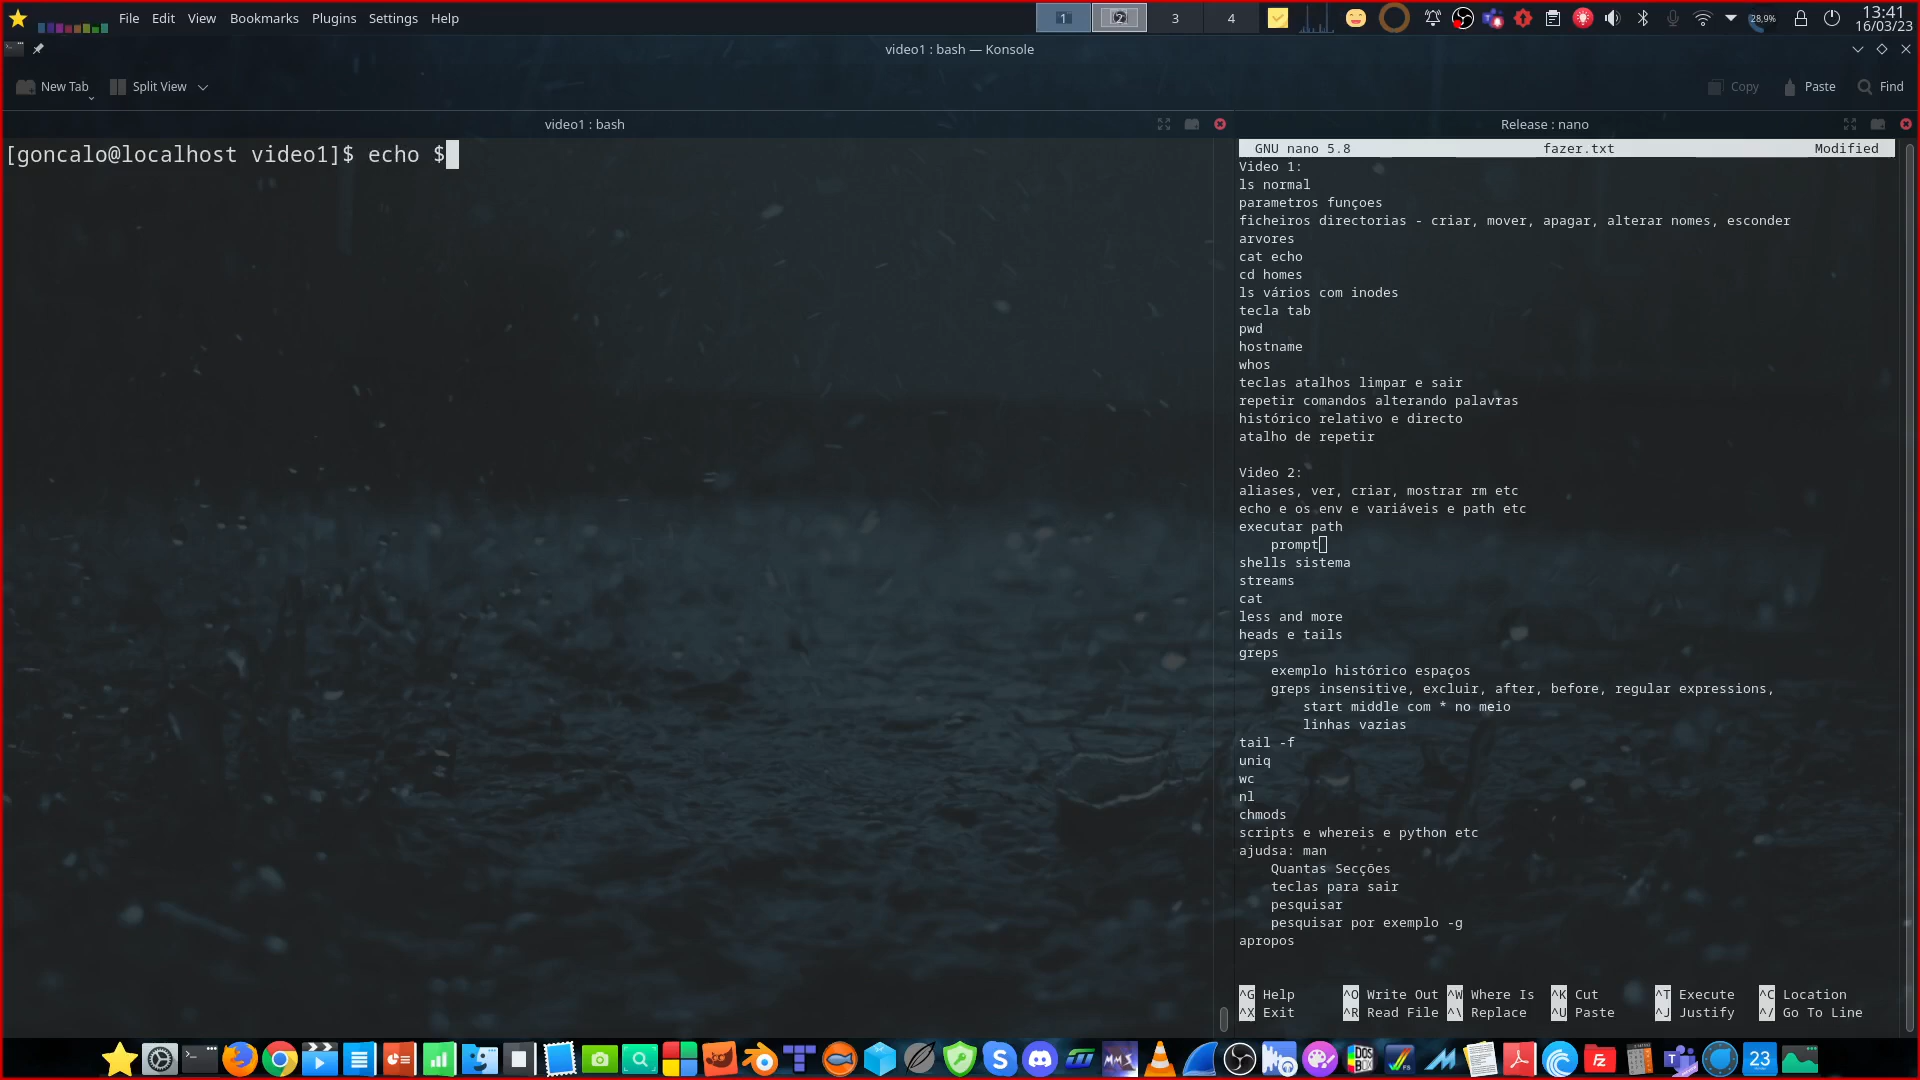 File Edit View Bookmarks Plugins Settings Help
1 2 3 4
28,9%
13:41
16/03/23
video1 : bash — Konsole
New Tab Split View
Copy Paste Find
video1 : bash
Release : nano
[goncalo@localhost video1]$ echo $
GNU nano 5.8 fazer.txt Modified
Video 1:
ls normal
parametros funçoes
ficheiros directorias - criar, mover, apagar, alterar nomes, esconder
arvores
cat echo
cd homes
ls vários com inodes
tecla tab
pwd
hostname
whos
teclas atalhos limpar e sair
repetir comandos alterando palavras
histórico relativo e directo
atalho de repetir
Video 2:
aliases, ver, criar, mostrar rm etc
echo e os env e variáveis e path etc
executar path
prompt
shells sistema
streams
cat
less and more
heads e tails
greps
exemplo histórico espaços
greps insensitive, excluir, after, before, regular expressions,
start middle com * no meio
linhas vazias
tail -f
uniq
wc
nl
chmods
scripts e whereis e python etc
ajudsa: man
Quantas Secções
teclas para sair
pesquisar
pesquisar por exemplo -g
apropos
^G Help ^O Write Out ^W Where Is ^K Cut ^T Execute ^C Location
^X Exit ^R Read File ^\ Replace ^U Paste ^J Justify ^/ Go To Line
23